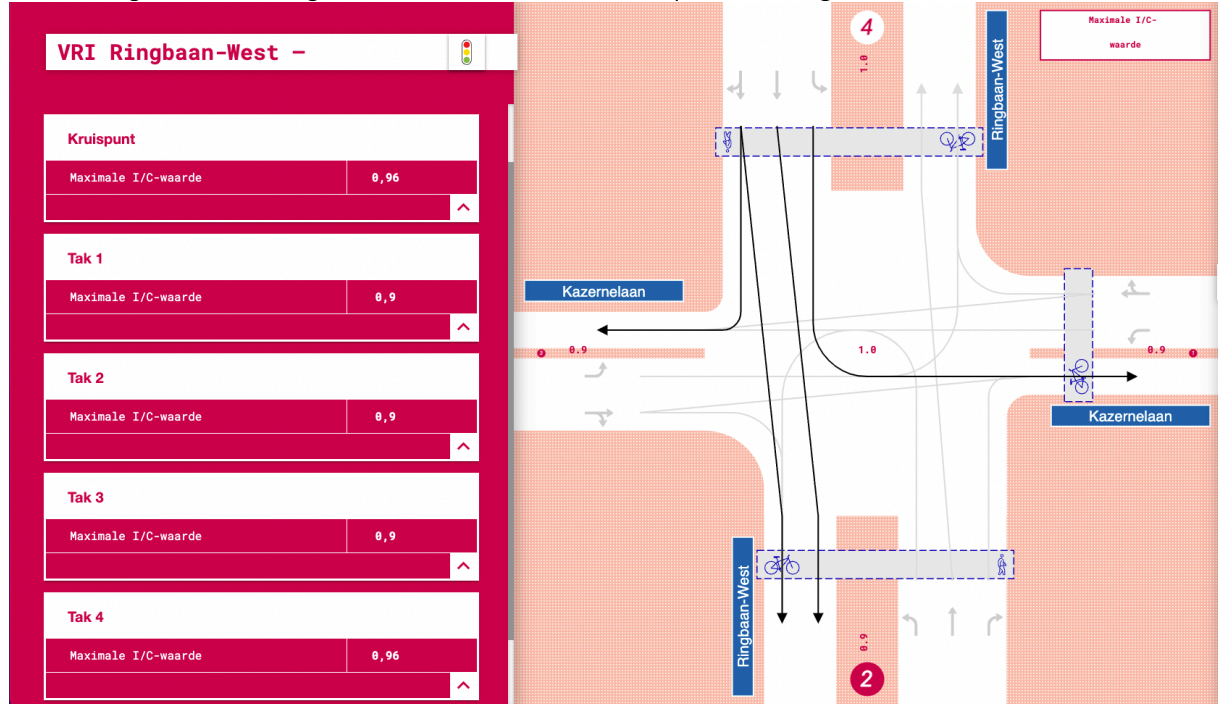 VRI Ringbaan-West –
Kruispunt
Maximale I/C-waarde 0,96
Tak 1
Maximale I/C-waarde 0,9
Tak 2
Maximale I/C-waarde 0,9
Tak 3
Maximale I/C-waarde 0,9
Tak 4
Maximale I/C-waarde 0,96
Maximale I/C-
waarde
4
1.0
Ringbaan-West
Kazernelaan
0.9
1.0
0.9
Kazernelaan
Ringbaan-West
0.9
2